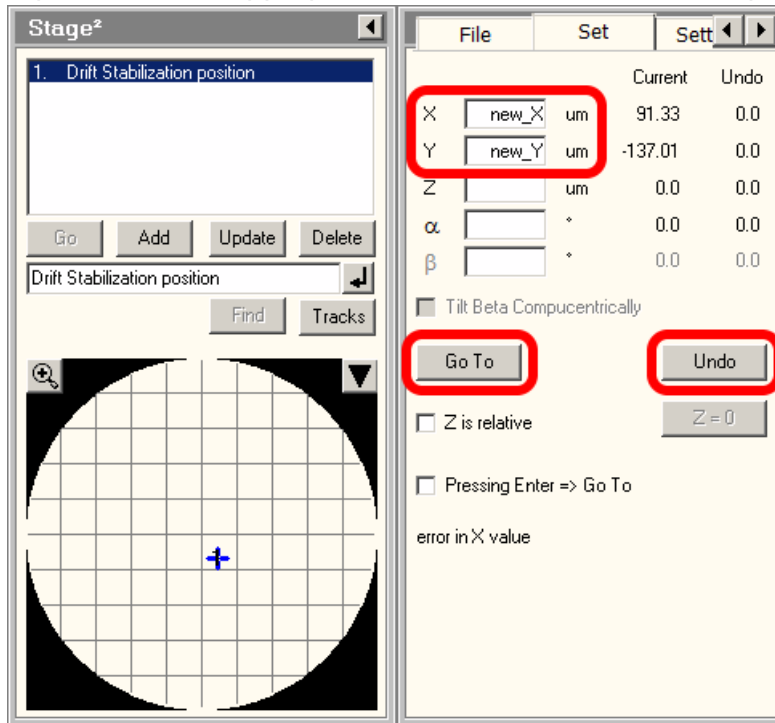 Stage²
1. Drift Stabilization position
Go Add Update Delete
Drift Stabilization position
Find Tracks
File Set Sett
Current Undo
X new_X um 91.33 0.0
Y new_Y um -137.01 0.0
Z um 0.0 0.0
α ° 0.0 0.0
β ° 0.0 0.0
Tilt Beta Compucentrically
Go To Undo
Z is relative Z = 0
Pressing Enter => Go To
error in X value